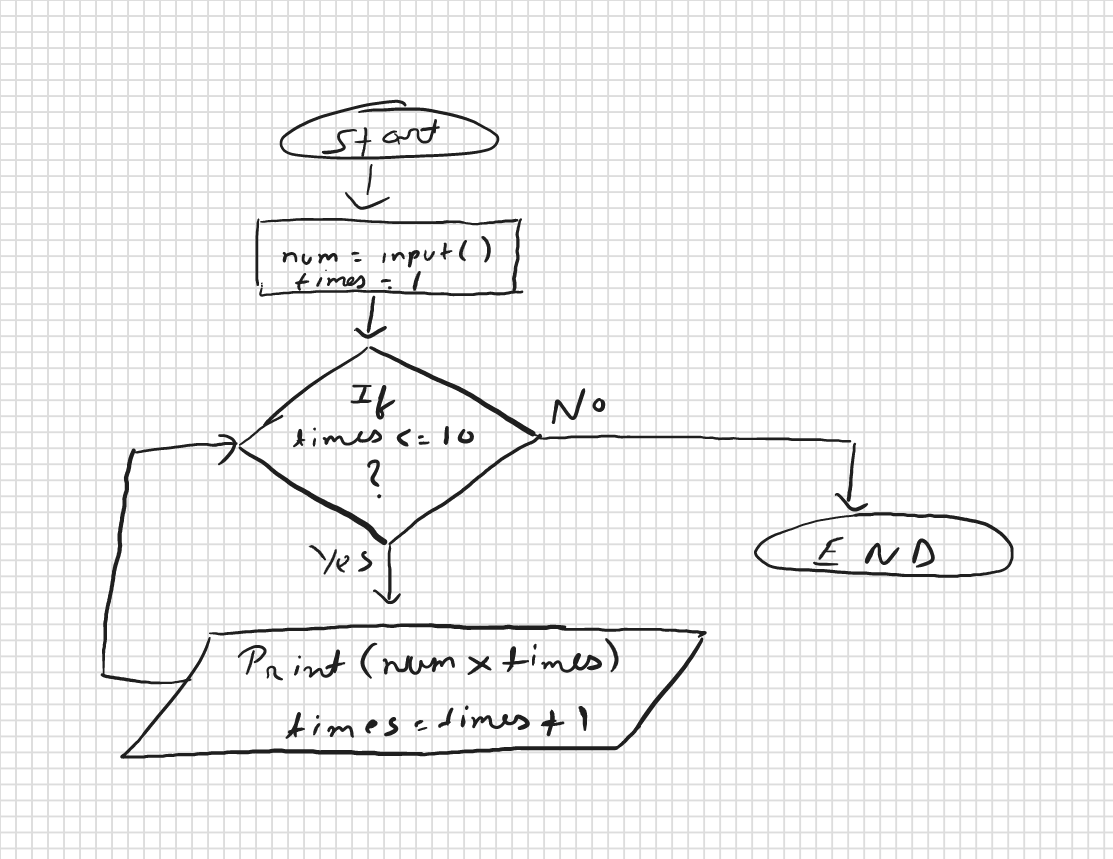 Start
num = input()
times = 1
If
times <= 10
?
No
Yes
END
Print (num x times)
times = times + 1